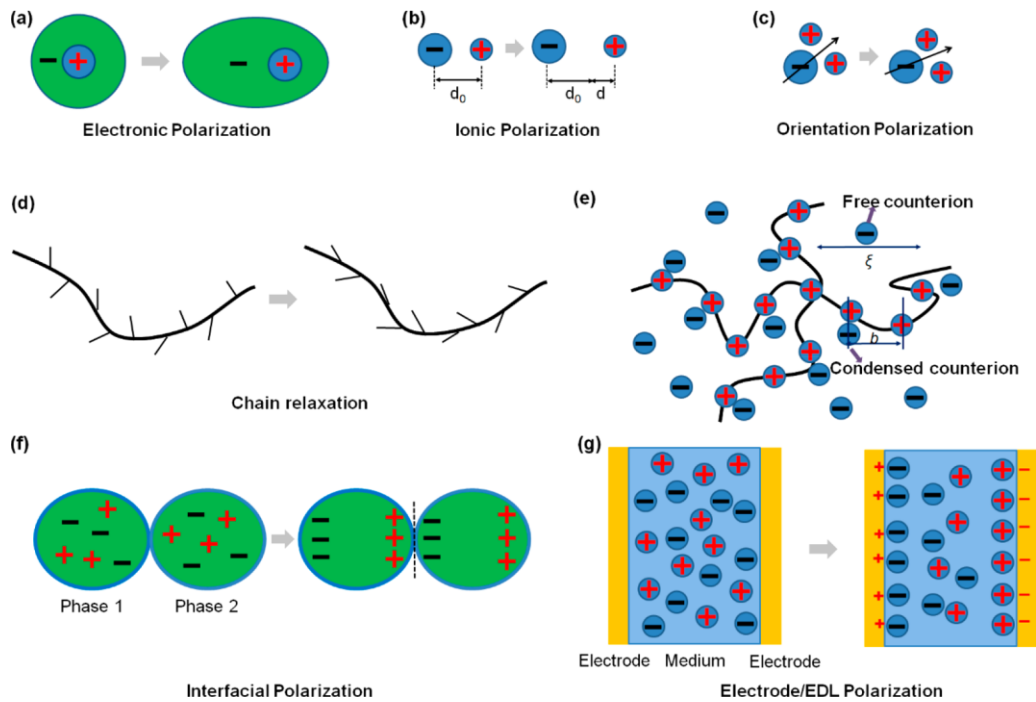 (a)
Electronic Polarization
(b)
d₀
d₀ d
Ionic Polarization
(c)
Orientation Polarization
(d)
Chain relaxation
(e)
Free counterion
ξ
b
Condensed counterion
(f)
Phase 1 Phase 2
Interfacial Polarization
(g)
Electrode Medium Electrode
Electrode/EDL Polarization